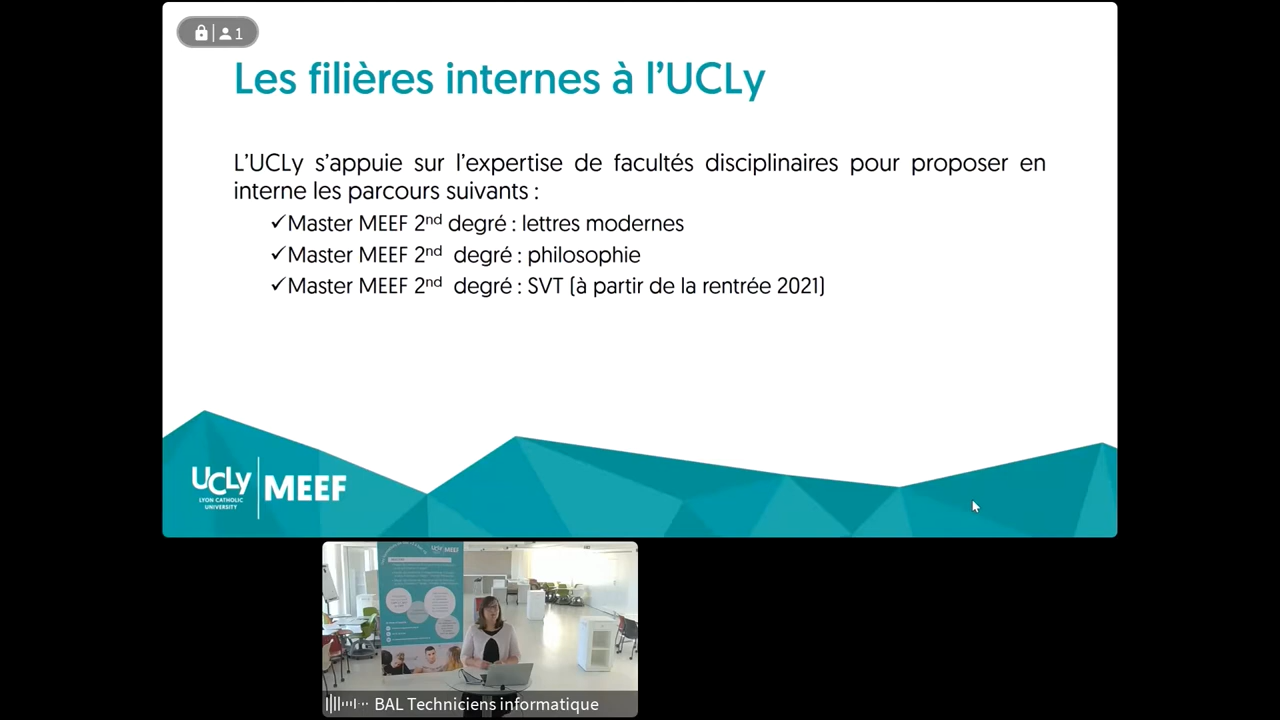 1
Les filières internes à l’UCLy
L’UCLy s’appuie sur l’expertise de facultés disciplinaires pour proposer en
interne les parcours suivants :
✓Master MEEF 2nd degré : lettres modernes
✓Master MEEF 2nd degré : philosophie
✓Master MEEF 2nd degré : SVT (à partir de la rentrée 2021)
UCLy
LYON CATHOLIC
UNIVERSITY
MEEF
UCLy MEEF
BAL Techniciens informatique